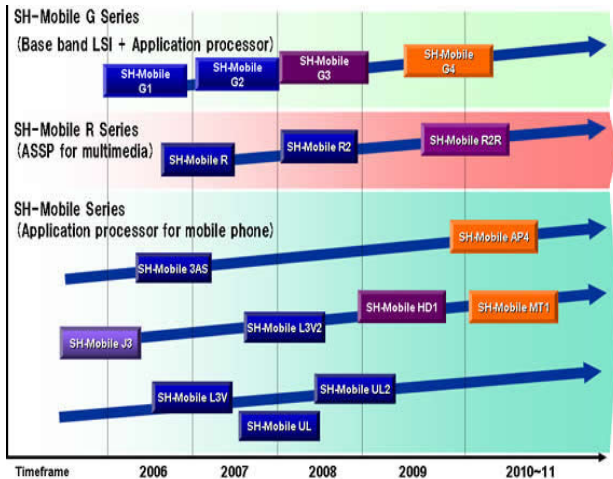 SH-Mobile G Series
(Base band LSI + Application processor)
SH-Mobile
G1
SH-Mobile
G2
SH-Mobile
G3
SH-Mobile
G4
SH-Mobile R Series
(ASSP for multimedia)
SH-Mobile R
SH-Mobile R2
SH-Mobile R2R
SH-Mobile Series
(Application processor for mobile phone)
SH-Mobile 3AS
SH-Mobile AP4
SH-Mobile J3
SH-Mobile L3V2
SH-Mobile HD1
SH-Mobile MT1
SH-Mobile L3V
SH-Mobile UL
SH-Mobile UL2
Timeframe 2006 2007 2008 2009 2010~11